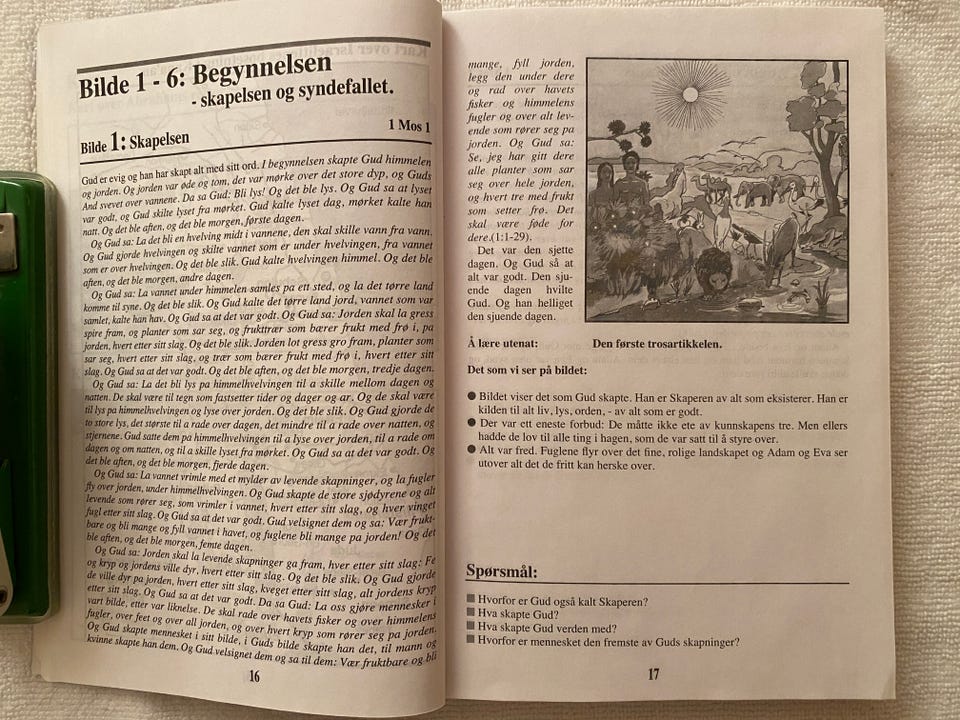 Bilde 1 - 6: Begynnelsen
- skapelsen og syndefallet.
Bilde 1: Skapelsen 1 Mos 1
Gud er evig og han har skapt alt med sitt ord. I begynnelsen skapte Gud himmelen
og jorden. Og jorden var øde og tom, det var mørke over det store dyp, og Guds
And svevet over vannene. Da sa Gud: Bli lys! Og det ble lys. Og Gud sa at lyset
var godt, og Gud skilte lyset fra mørket. Gud kalte lyset dag, mørket kalte han
natt. Og det ble aften, og det ble morgen, første dagen.
Og Gud sa: La det bli en hvelving midt i vannene, den skal skille vann fra vann.
Og Gud gjorde hvelvingen og skilte vannet som er under hvelvingen, fra vannet
som er over hvelvingen. Og det ble slik. Gud kalte hvelvingen himmel. Og det ble
aften, og det ble morgen, andre dagen.
Og Gud sa: La vannet under himmelen samles pa ett sted, og la det tørre land
komme til syne. Og det ble slik. Og Gud kalte det tørre land jord, vannet som var
samlet, kalte han hav. Og Gud sa at det var godt. Og Gud sa: Jorden skal la gress
spire fram, og planter som sar seg, og frukttrær som bærer frukt med frø i, pa
jorden, hvert etter sitt slag. Og det ble slik. Jorden lot gress gro fram, planter som
sar seg, hvert etter sitt slag, og trær som bærer frukt med frø i, hvert etter sitt
slag. Og Gud sa at det var godt. Og det ble aften, og det ble morgen, tredje dagen.
Og Gud sa: La det bli lys pa himmelhvelvingen til a skille mellom dagen og
natten. De skal være til tegn som fastsetter tider og dager og ar. Og de skal være
til lys pa himmelhvelvingen og lyse over jorden. Og det ble slik. Og Gud gjorde de
to store lys, det største til a rade over dagen, det mindre til a rade over natten, og
stjernene. Gud satte dem pa himmelhvelvingen til a lyse over jorden, til a rade om
dagen og om natten, og til a skille lyset fra mørket. Og Gud sa at det var godt. Og
det ble aften, og det ble morgen, fjerde dagen.
Og Gud sa: La vannet vrimle med et mylder av levende skapninger, og la fugler
fly over jorden, under himmelhvelvingen. Og Gud skapte de store sjødyrene og alt
levende som rører seg, som vrimler i vannet, hvert etter sitt slag, og hver vinget
fugl etter sitt slag. Og Gud sa at det var godt. Gud velsignet dem og sa: Vær frukt-
bare og bli mange og fyll vannet i havet, og fuglene bli mange pa jorden! Og det
ble aften, og det ble morgen, femte dagen.
Og Gud sa: Jorden skal la levende skapninger ga fram, hver etter sitt slag: Fe
og kryp og jordens ville dyr, hvert etter sitt slag. Og det ble slik. Og Gud gjorde
de ville dyr pa jorden, hvert etter sitt slag, kveget etter sitt slag, alt jordens kryp
etter sitt slag. Og Gud sa at det var godt. Da sa Gud: La oss gjøre mennesker i
vart bilde, etter var liknelse. De skal rade over havets fisker og over himmelens
fugler, over feet og over all jorden, og over hvert kryp som rører seg pa jorden.
Og Gud skapte mennesket i sitt bilde, i Guds bilde skapte han det, til mann og
kvinne skapte han dem. Og Gud velsignet dem og sa til dem: Vær fruktbare og bli
16
mange, fyll jorden,
legg den under dere
og rad over havets
fisker og himmelens
fugler og over alt lev-
ende som rører seg pa
jorden. Og Gud sa:
Se, jeg har gitt dere
alle planter som sar
seg over hele jorden,
og hvert tre med frukt
som setter frø. Det
skal være føde for
dere.(1:1-29).
Det var den sjette
dagen. Og Gud så at
alt var godt. Den sju-
ende dagen hvilte
Gud. Og han helliget
den sjuende dagen.
Å lære utenat: Den første trosartikkelen.
Det som vi ser på bildet:
● Bildet viser det som Gud skapte. Han er Skaperen av alt som eksisterer. Han er
kilden til alt liv, lys, orden, - av alt som er godt.
● Der var ett eneste forbud: De måtte ikke ete av kunnskapens tre. Men ellers
hadde de lov til alle ting i hagen, som de var satt til å styre over.
● Alt var fred. Fuglene flyr over det fine, rolige landskapet og Adam og Eva ser
utover alt det de fritt kan herske over.
Spørsmål:
■ Hvorfor er Gud også kalt Skaperen?
■ Hva skapte Gud?
■ Hva skapte Gud verden med?
■ Hvorfor er mennesket den fremste av Guds skapninger?
17